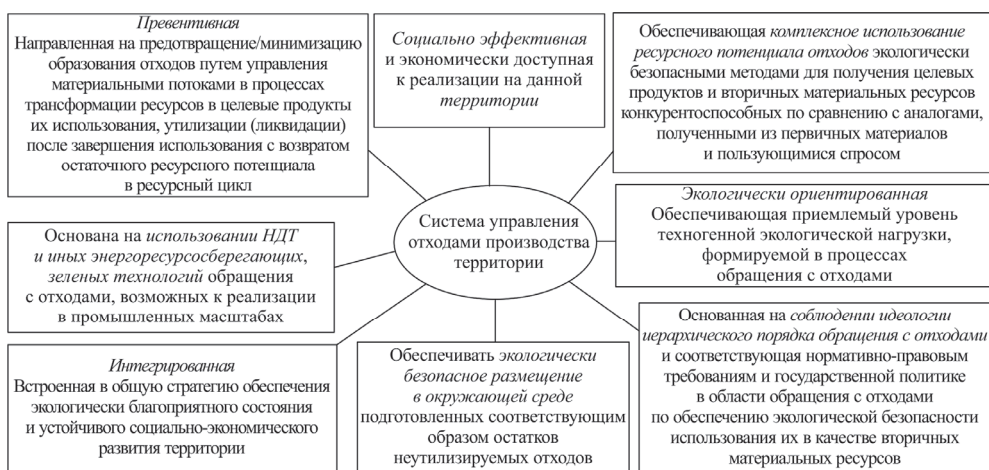 Превентивная
Направленная на предотвращение/минимизацию
образования отходов путем управления
материальными потоками в процессах
трансформации ресурсов в целевые продукты
их использования, утилизации (ликвидации)
после завершения использования с возвратом
остаточного ресурсного потенциала
в ресурсный цикл
Социально эффективная
и экономически доступная
к реализации на данной
территории
Обеспечивающая комплексное использование
ресурсного потенциала отходов экологически
безопасными методами для получения целевых
продуктов и вторичных материальных ресурсов
конкурентоспособных по сравнению с аналогами,
полученными из первичных материалов
и пользующимися спросом
Основана на использовании НДТ
и иных энергоресурсосберегающих,
зеленых технологий обращения
с отходами, возможных к реализации
в промышленных масштабах
Система управления
отходами производства
территории
Экологически ориентированная
Обеспечивающая приемлемый уровень
техногенной экологической нагрузки,
формируемой в процессах
обращения с отходами
Интегрированная
Встроенная в общую стратегию обеспечения
экологически благоприятного состояния
и устойчивого социально-экономического
развития территории
Обеспечивать экологически
безопасное размещение
в окружающей среде
подготовленных соответствующим
образом остатков
неутилизируемых отходов
Основанная на соблюдении идеологии
иерархического порядка обращения с отходами
и соответствующая нормативно-правовым
требованиям и государственной политике
в области обращения с отходами
по обеспечению экологической безопасности
использования их в качестве вторичных
материальных ресурсов